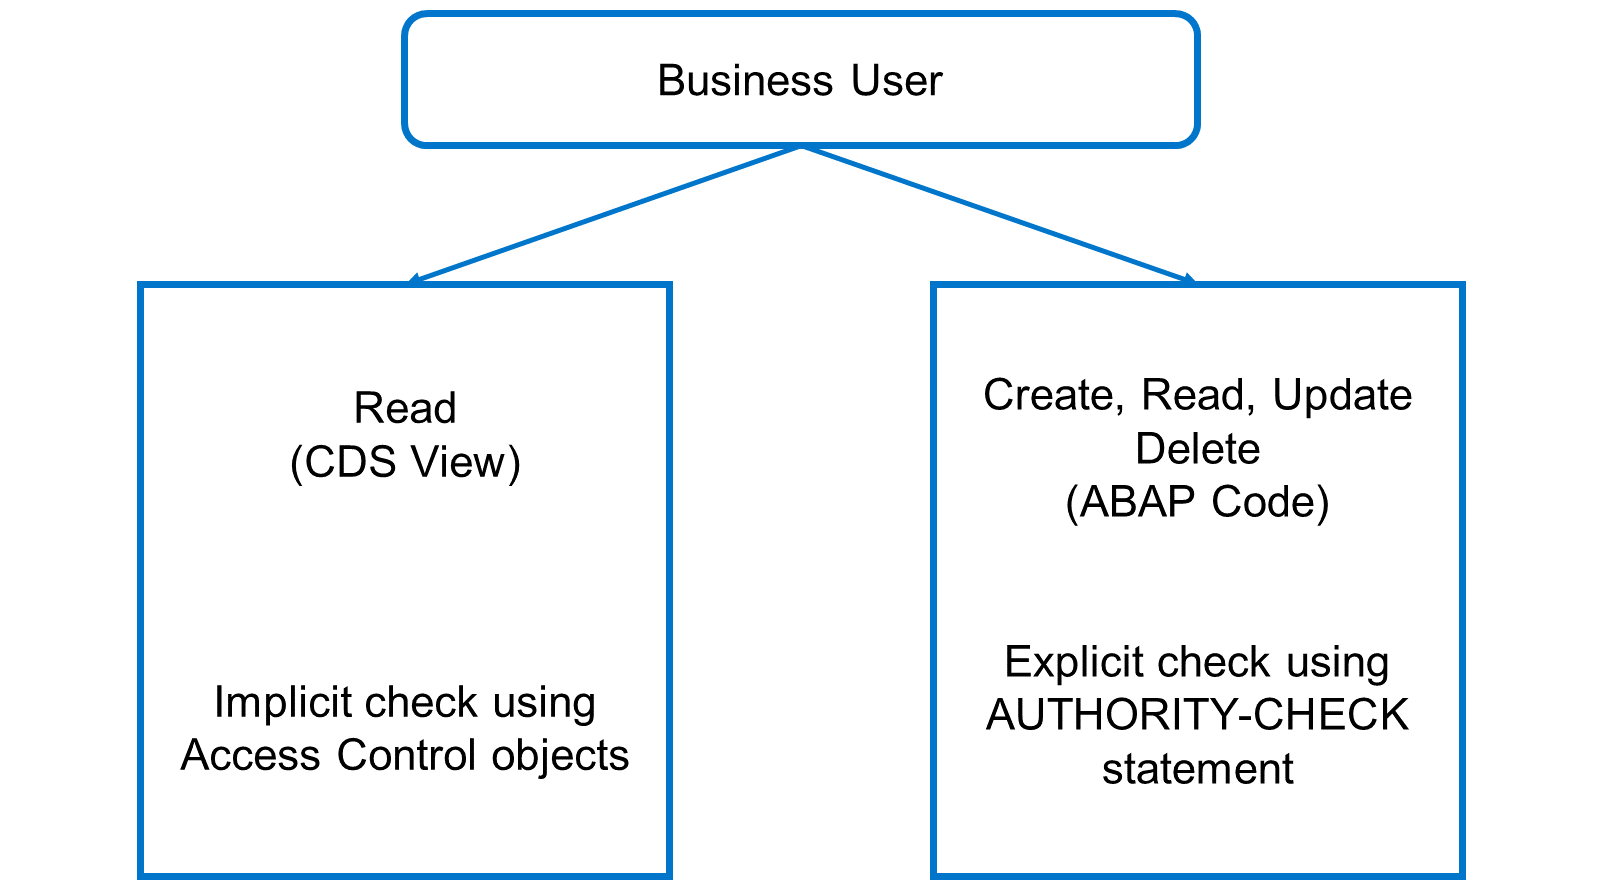 Business User
Read
(CDS View)
Implicit check using
Access Control objects
Create, Read, Update
Delete
(ABAP Code)
Explicit check using
AUTHORITY-CHECK
statement